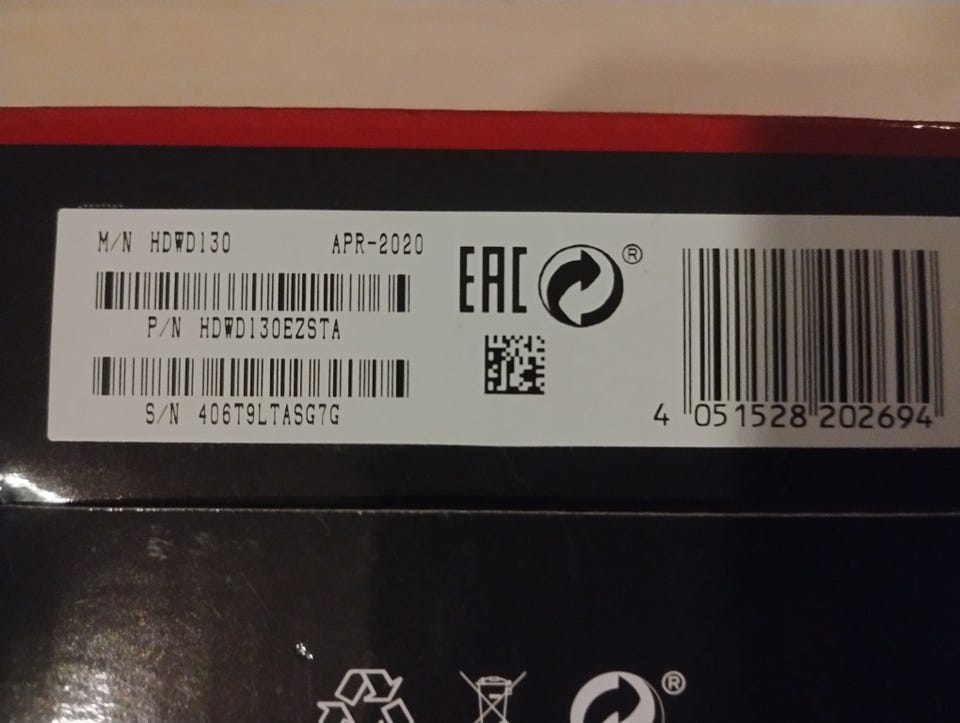 M/N HDWD130 APR-2020
P/N HDWD130EZSTA
S/N 406T9LTASG7G
EAC ®
4 051528 202694
®